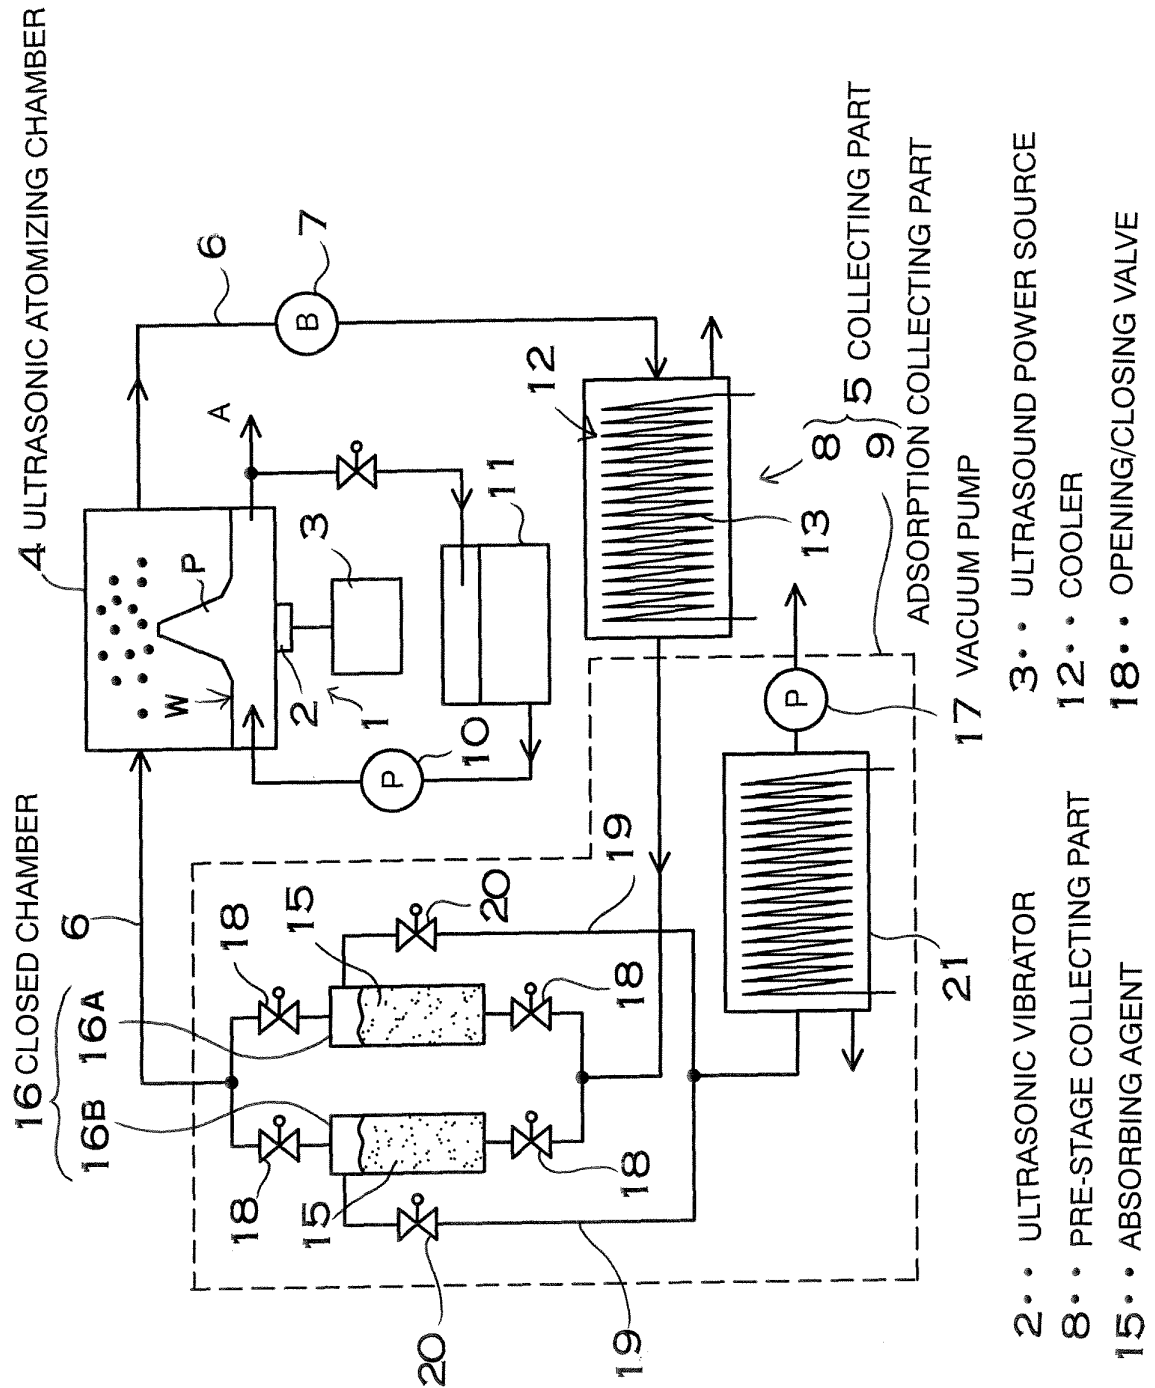 16 CLOSED CHAMBER
4 ULTRASONIC ATOMIZING CHAMBER
16B
16A
6
W
P
A
6
18
18
15
15
2
3
B
7
1
P
10
11
20
20
12
18
18
19
19
13
8
5 COLLECTING PART
9
ADSORPTION COLLECTING PART
P
21
17 VACUUM PUMP
2・・ ULTRASONIC VIBRATOR
3・・ ULTRASOUND POWER SOURCE
8・・ PRE-STAGE COLLECTING PART
12・・ COOLER
15・・ ABSORBING AGENT
18・・ OPENING/CLOSING VALVE